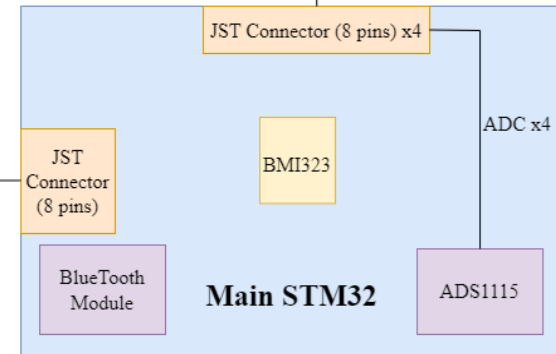 JST Connector (8 pins) x4
ADC x4
BMI323
JST
Connector
(8 pins)
BlueTooth
Module
Main STM32
ADS1115